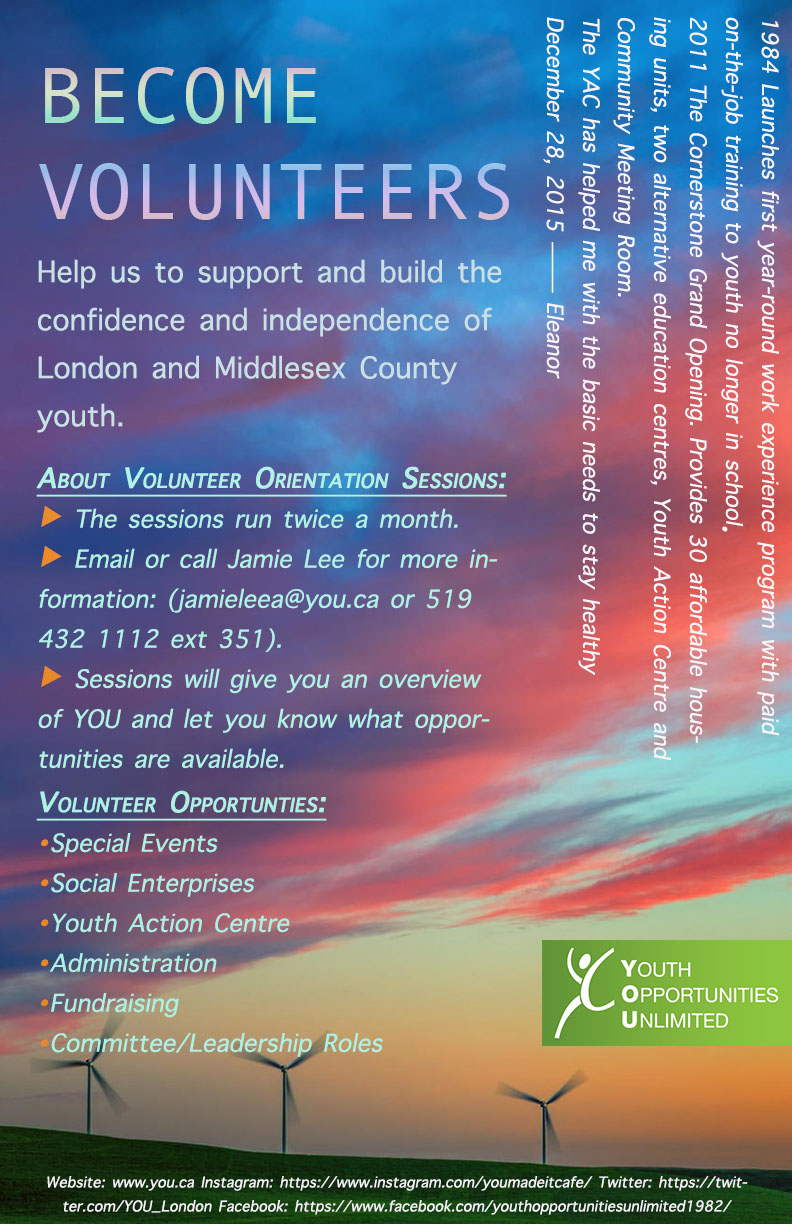 BECOME
VOLUNTEERS
Help us to support and build the
confidence and independence of
London and Middlesex County
youth.
ABOUT VOLUNTEER ORIENTATION SESSIONS:
▶ The sessions run twice a month.
▶ Email or call Jamie Lee for more in-
formation: (jamieleea@you.ca or 519
432 1112 ext 351).
▶ Sessions will give you an overview
of YOU and let you know what oppor-
tunities are available.
VOLUNTEER OPPORTUNTIES:
•Special Events
•Social Enterprises
•Youth Action Centre
•Administration
•Fundraising
•Committee/Leadership Roles
1984 Launches first year-round work experience program with paid
on-the-job training to youth no longer in school.
2011 The Cornerstone Grand Opening. Provides 30 affordable hous-
ing units, two alternative education centres, Youth Action Centre and
Community Meeting Room.
The YAC has helped me with the basic needs to stay healthy
December 28, 2015 —— Eleanor
YOUTH
OPPORTUNITIES
UNLIMITED
Website: www.you.ca Instagram: https://www.instagram.com/youmadeitcafe/ Twitter: https://twit-
ter.com/YOU_London Facebook: https://www.facebook.com/youthopportunitiesunlimited1982/